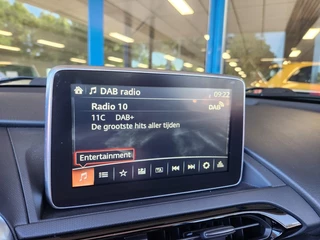 DAB radio
09:22
Radio 10
DAB
11C DAB+
De grootste hits aller tijden
Entertainment